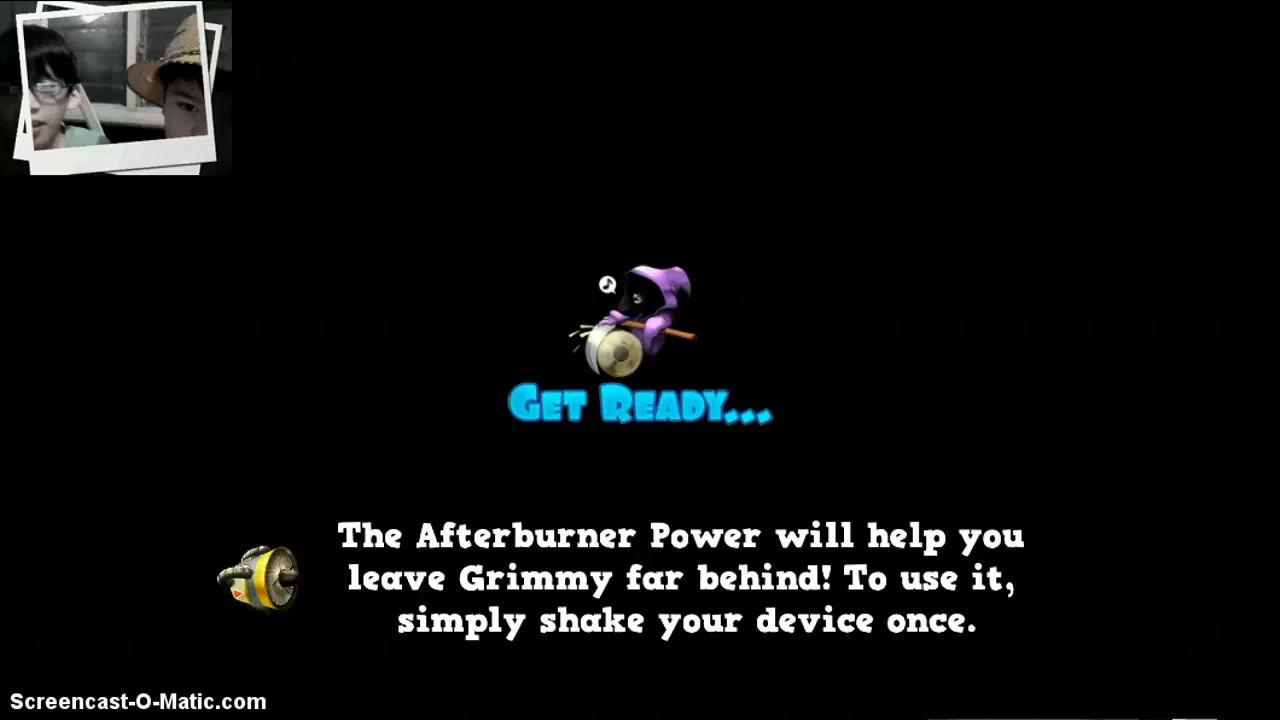 Get Ready...
The Afterburner Power will help you
leave Grimmy far behind! To use it,
simply shake your device once.
Screencast-O-Matic.com